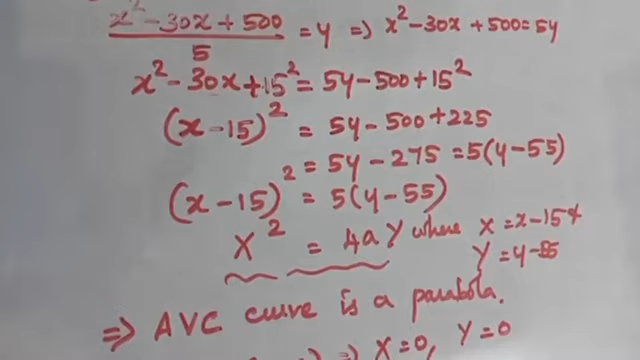 x² - 30x + 500 / 5 = y ⇒ x² - 30x + 500 = 5y
x² - 30x + 15² = 5y - 500 + 15²
(x - 15)² = 5y - 500 + 225
= 5y - 275 = 5(y - 55)
(x - 15)² = 5(y - 55)
X² = 4a Y where X = x - 15 &
Y = y - 55
⇒ AVC curve is a parabola.
⇒ X = 0, Y = 0